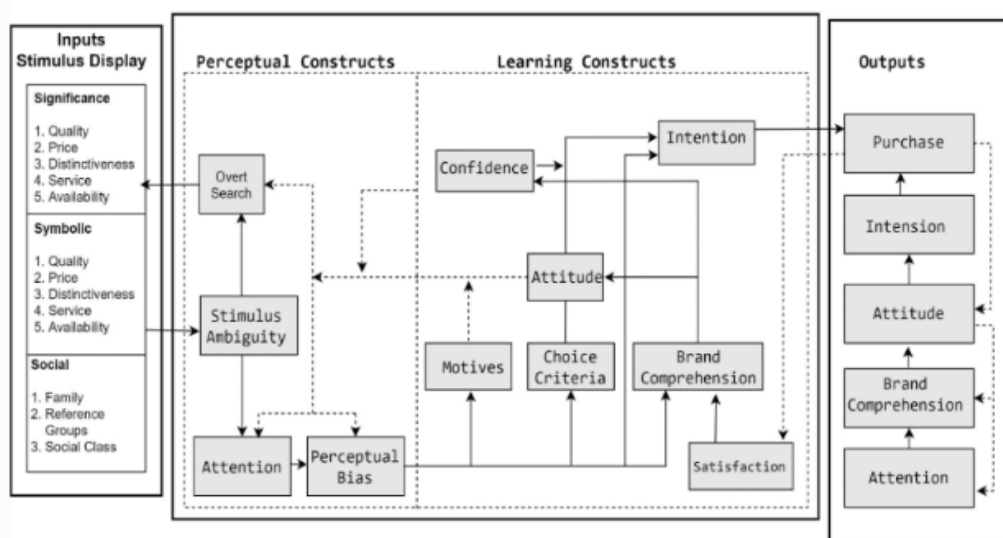 Inputs
Stimulus Display
Significance
1. Quality
2. Price
3. Distinctiveness
4. Service
5. Availability
Symbolic
1. Quality
2. Price
3. Distinctiveness
4. Service
5. Availability
Social
1. Family
2. Reference
Groups
3. Social Class
Perceptual Constructs
Overt
Search
Stimulus
Ambiguity
Attention
Perceptual
Bias
Learning Constructs
Confidence
Intention
Attitude
Motives
Choice
Criteria
Brand
Comprehension
Satisfaction
Outputs
Purchase
Intension
Attitude
Brand
Comprehension
Attention